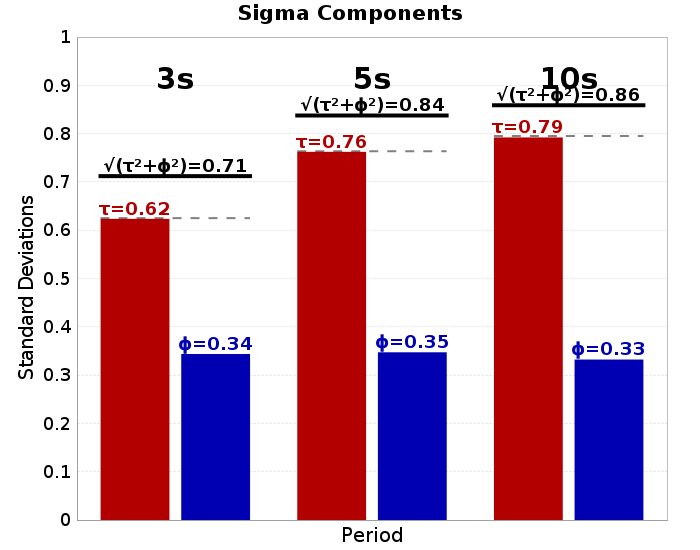 Sigma Components
1
0.9
0.8
0.7
0.6
0.5
0.4
0.3
0.2
0.1
0
Standard Deviations
3s
5s
10s
√(τ²+ϕ²)=0.71
√(τ²+ϕ²)=0.84
√(τ²+ϕ²)=0.86
τ=0.62
τ=0.76
τ=0.79
ϕ=0.34
ϕ=0.35
ϕ=0.33
Period